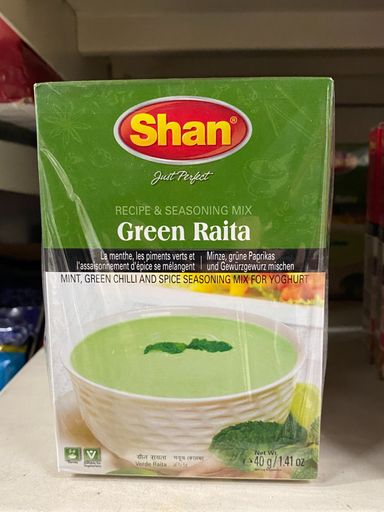 Shan®
Just Perfect
RECIPE & SEASONING MIX
Green Raita
La menthe, les piments verts et
l'assaisonnement d'épice se mélangent
Minze, grüne Paprikas
und Gewürzgewürz mischen
MINT, GREEN CHILLI AND SPICE SEASONING MIX FOR YOGHURT
ग्रीन रायता
Verde Raita
Net Wt.
e 40 g / 1.41 oz